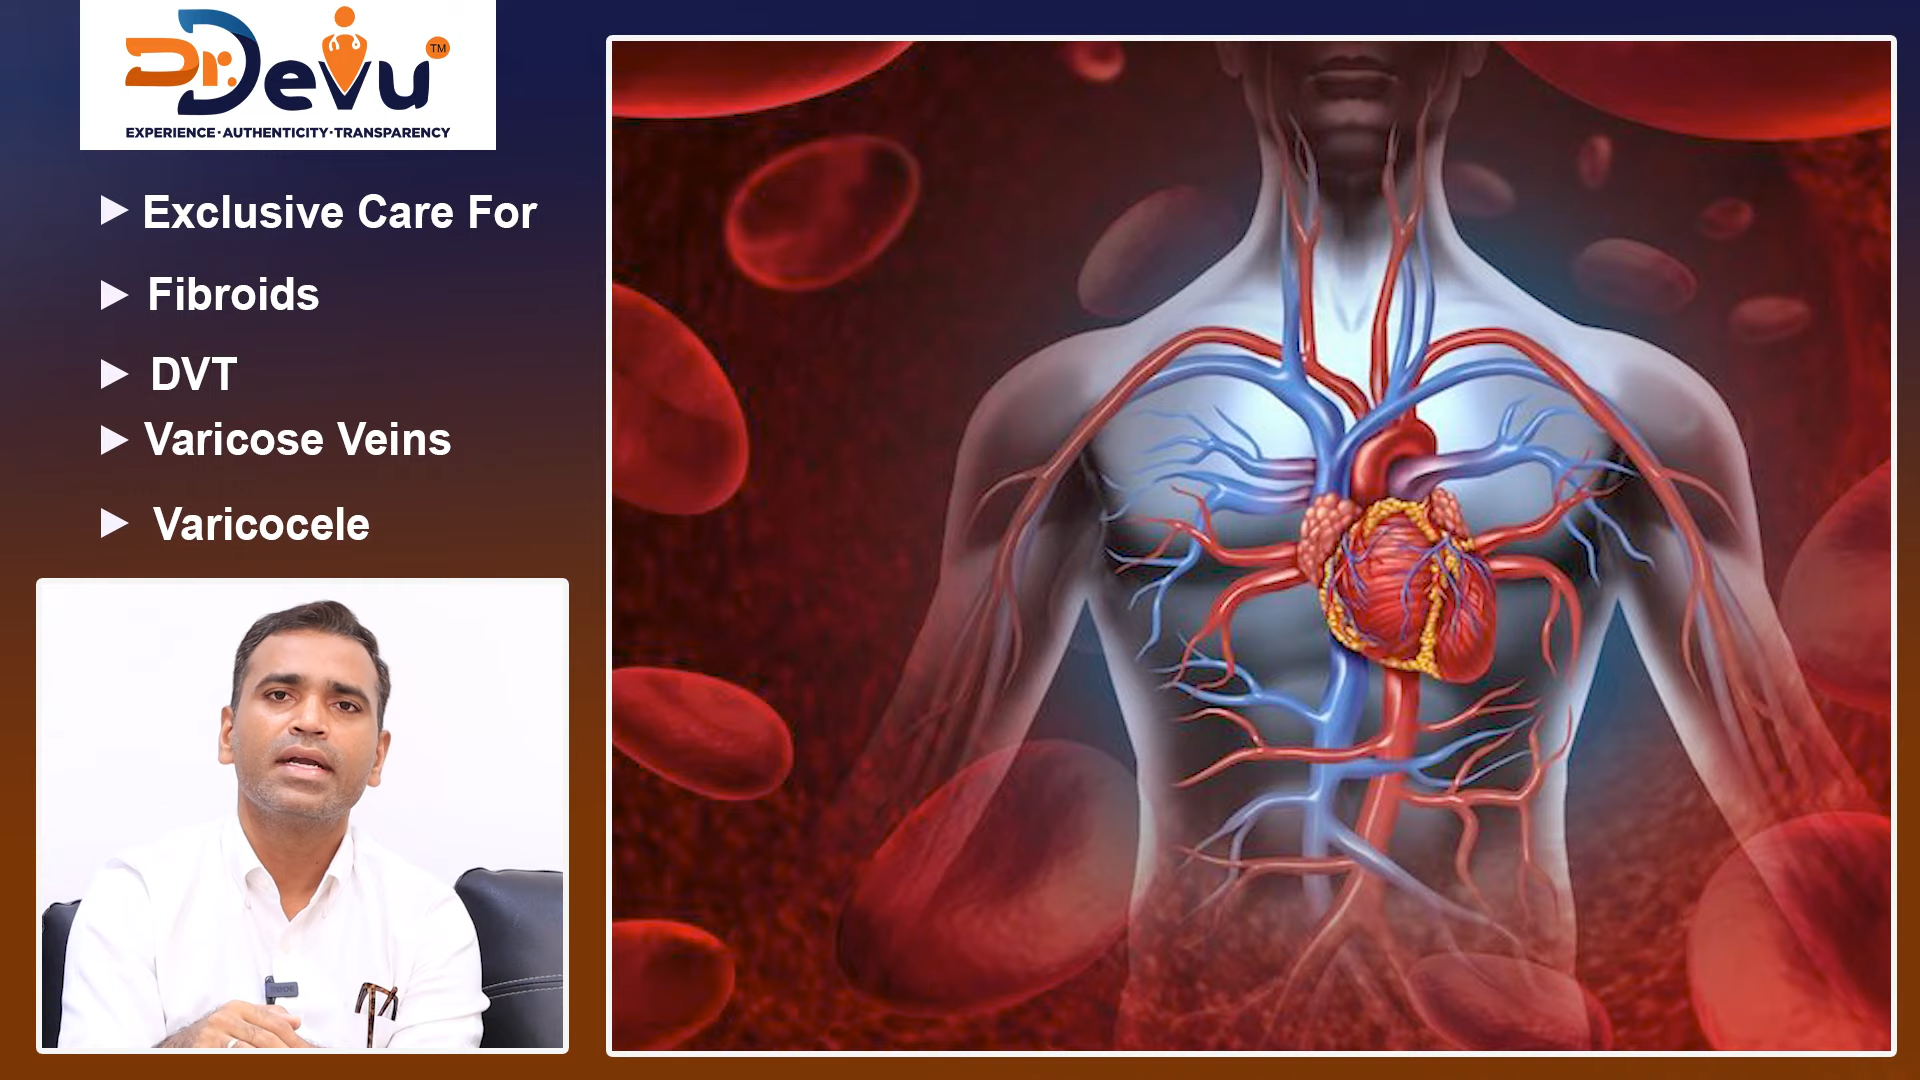 Dr. Devu TM
EXPERIENCE·AUTHENTICITY·TRANSPARENCY
Exclusive Care For
Fibroids
DVT
Varicose Veins
Varicocele